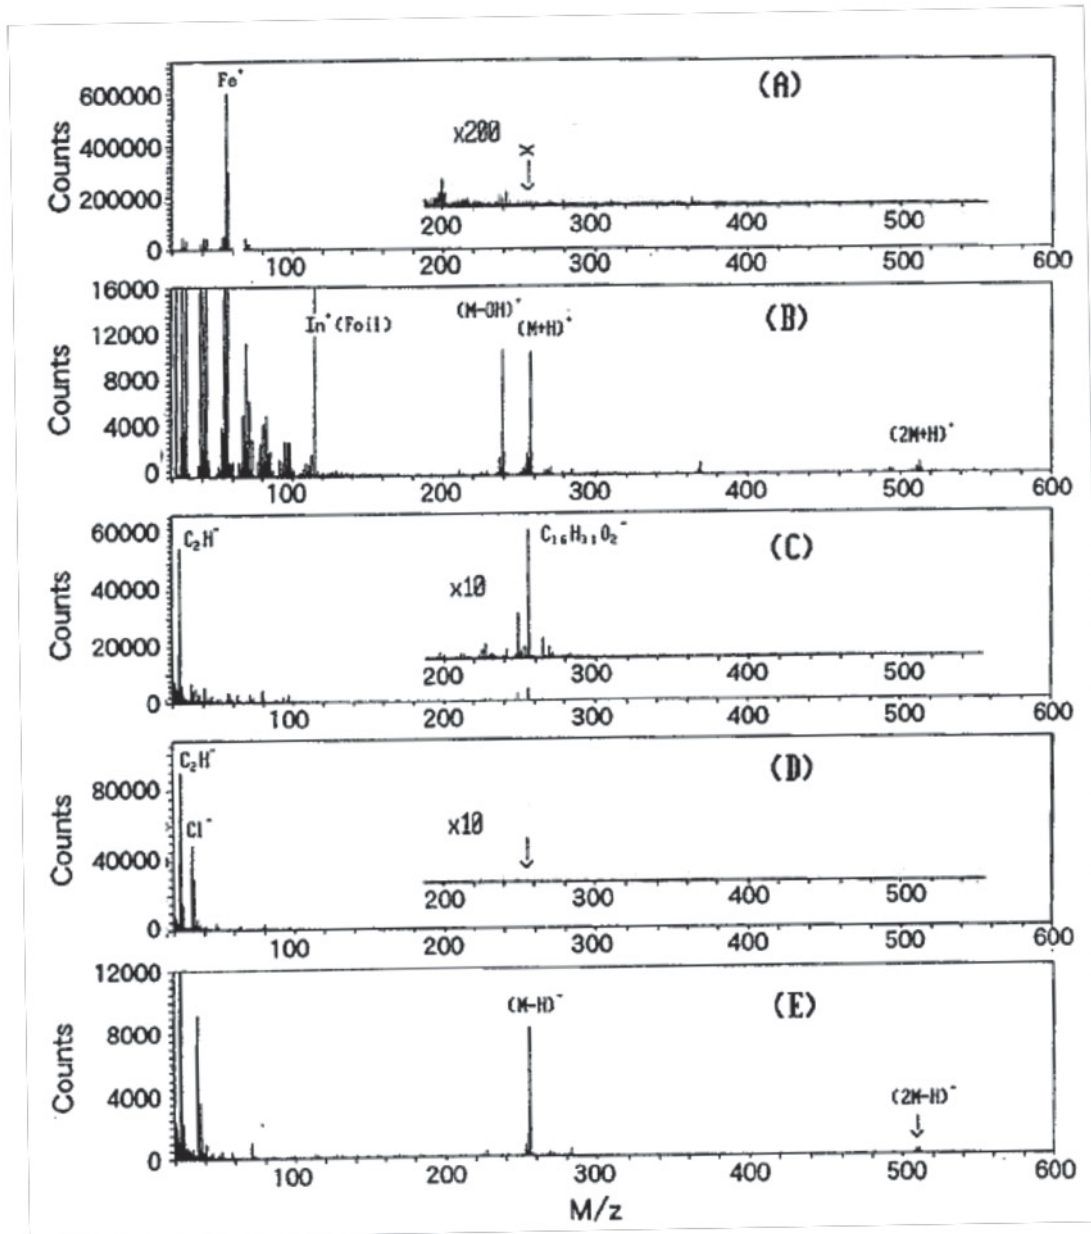 Fe⁺
(A)
600000
400000
200000
0
Counts
x200
x
200 300 400 500
100 200 300 400 500 600
16000
12000
8000
4000
0
Counts
In⁺(Foil)
(M-OH)⁺
(M+H)⁺
(B)
(2M+H)⁺
100 200 300 400 500 600
60000
40000
20000
0
Counts
C₂H⁻
C₁₆H₃₁O₂⁻
(C)
x10
200 300 400 500
100 200 300 400 500 600
80000
40000
0
Counts
C₂H⁻
Cl⁻
(D)
x10
200 300 400 500
100 200 300 400 500 600
12000
8000
4000
0
Counts
(M-H)⁻
(E)
(2M-H)⁻
100 200 300 400 500 600
M/z